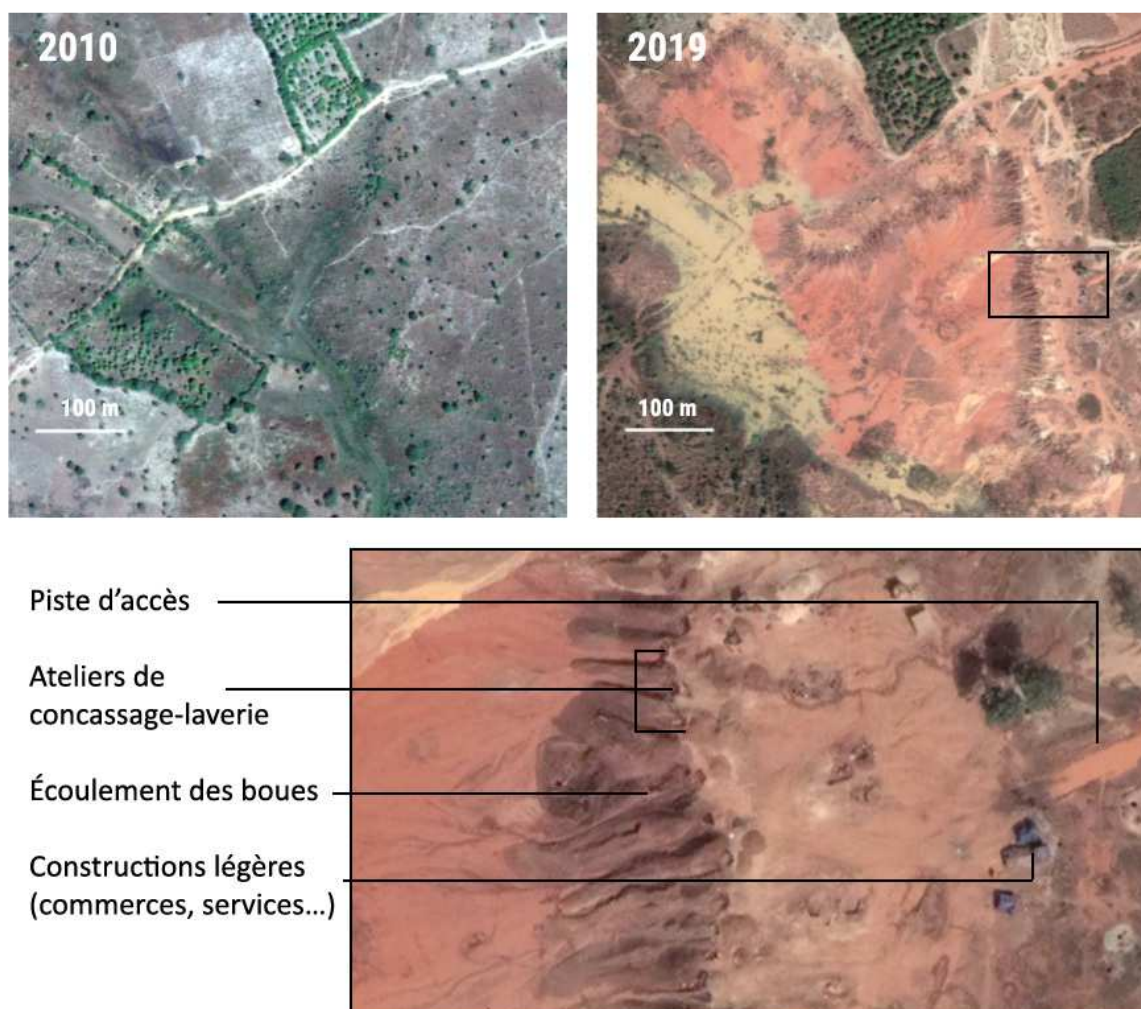 2010
2019
100 m
100 m
Piste d'accès
Ateliers de
concassage-laverie
Écoulement des boues
Constructions légères
(commerces, services...)